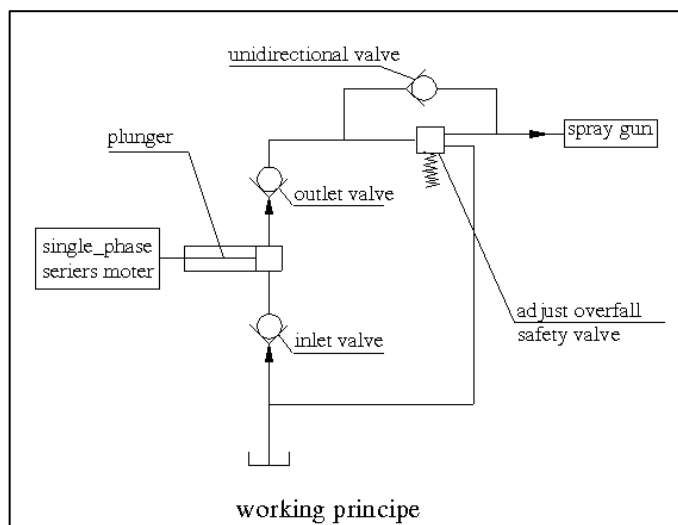 unidirectional valve
spray gun
plunger
outlet valve
single_phase
seriers moter
adjust overfall
safety valve
inlet valve
working principe